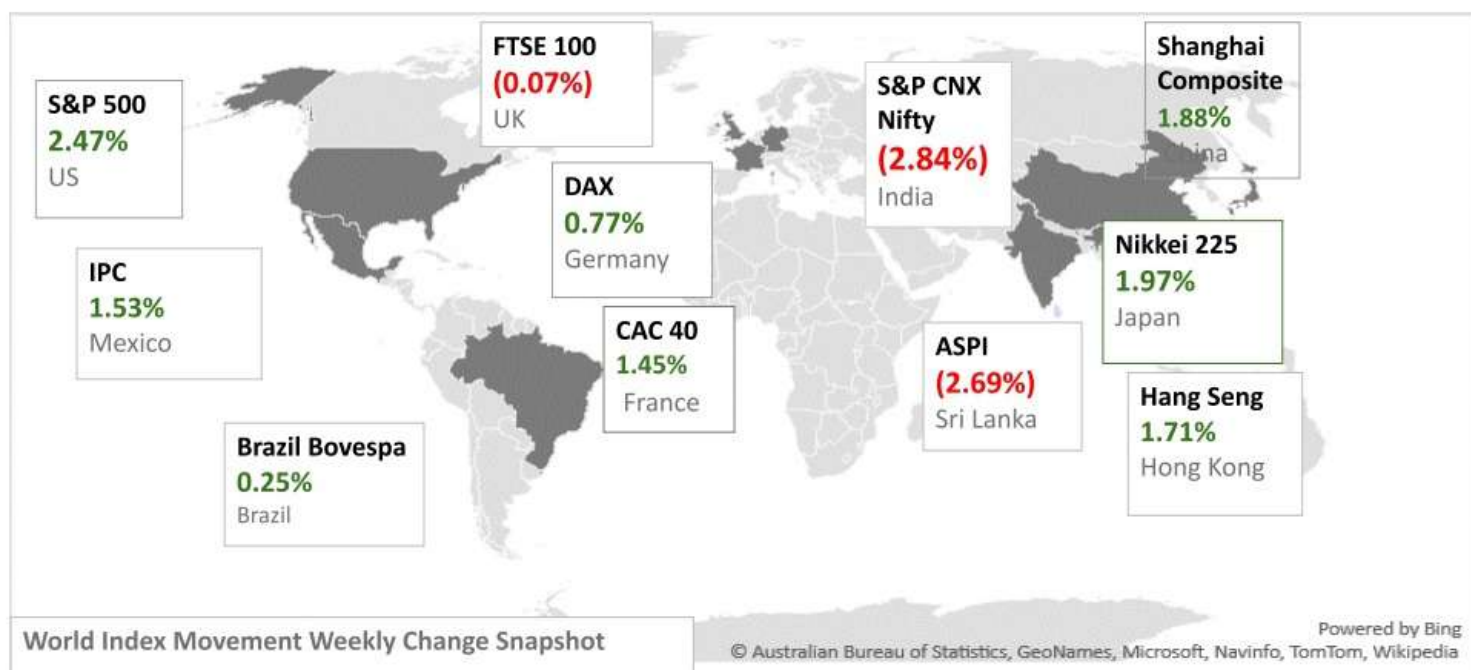 S&P 500
2.47%
US
FTSE 100
(0.07%)
UK
S&P CNX
Nifty
(2.84%)
India
Shanghai
Composite
1.88%
China
DAX
0.77%
Germany
IPC
1.53%
Mexico
Nikkei 225
1.97%
Japan
CAC 40
1.45%
France
ASPI
(2.69%)
Sri Lanka
Hang Seng
1.71%
Hong Kong
Brazil Bovespa
0.25%
Brazil
World Index Movement Weekly Change Snapshot
Powered by Bing
© Australian Bureau of Statistics, GeoNames, Microsoft, Navinfo, TomTom, Wikipedia